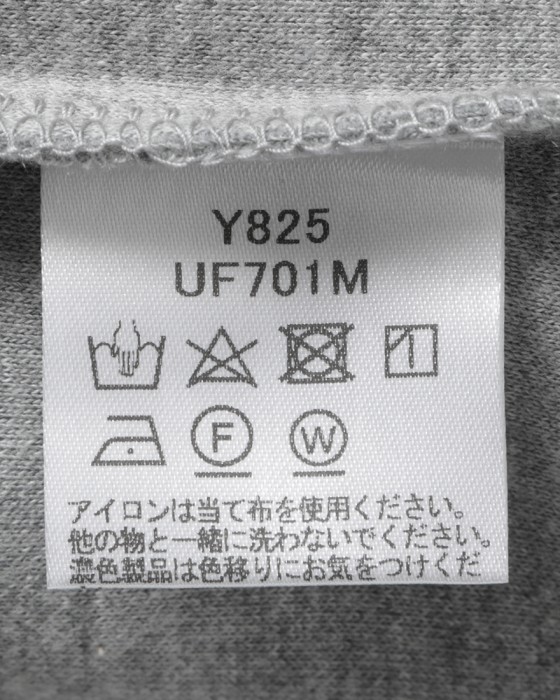 Y825
UF701M
F W
アイロンは当て布を使用ください。
他の物と一緒に洗わないでください。
濃色製品は色移りにお気をつけくだ